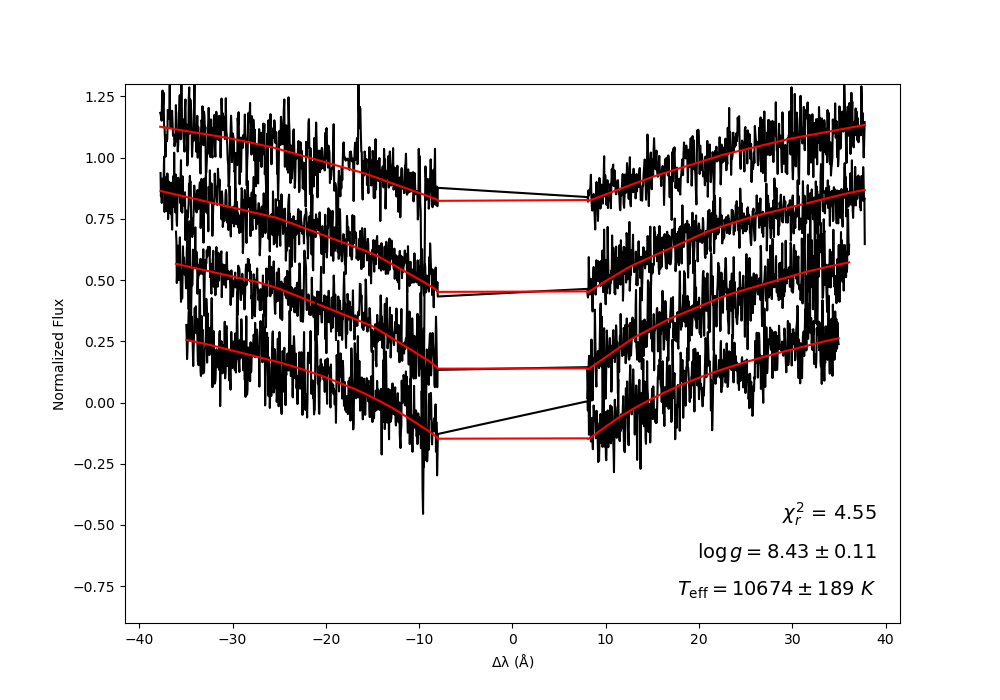 1.25
1.00
0.75
0.50
0.25
0.00
−0.25
−0.50
−0.75
Normalized Flux
χ_r^2 = 4.55
log g = 8.43 ± 0.11
T_eff = 10674 ± 189 K
−40 −30 −20 −10 0 10 20 30 40
Δλ (Å)